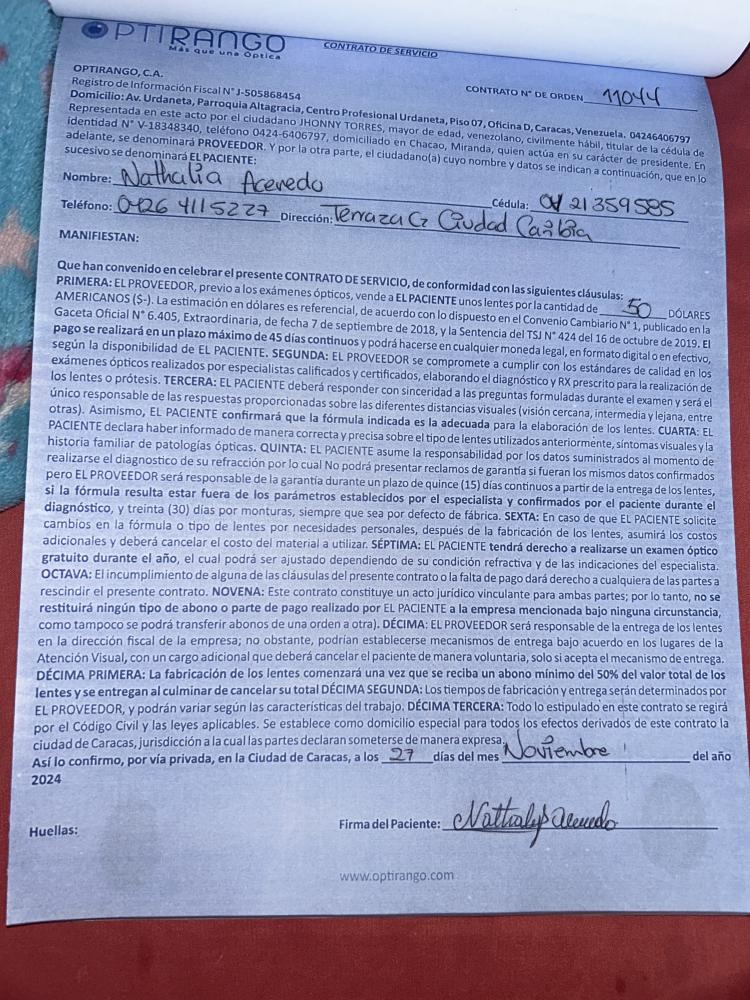 OPTIRANGO
Más que una Óptica
CONTRATO DE SERVICIO
OPTIRANGO, C.A.
Registro de Información Fiscal N° J-505868454
CONTRATO N° DE ORDEN 11044
Domicilio: Av. Urdaneta, Parroquia Altagracia, Centro Profesional Urdaneta, Piso 07, Oficina D, Caracas, Venezuela. 04246406797
Representada en este acto por el ciudadano JHONNY TORRES, mayor de edad, venezolano, civilmente hábil, titular de la cédula de
identidad N° V-18348340, teléfono 0424-6406797, domiciliado en Chacao, Miranda, quien actúa en su carácter de presidente. En
adelante, se denominará PROVEEDOR. Y por la otra parte, el ciudadano(a) cuyo nombre y datos se indican a continuación, que en lo
sucesivo se denominará EL PACIENTE:
Nombre: Nathalia Acevedo Cédula: 21359585
Teléfono: 0426 4115227 Dirección: Terraza Ciudad Caribia
MANIFIESTAN:
Que han convenido en celebrar el presente CONTRATO DE SERVICIO, de conformidad con las siguientes cláusulas:
PRIMERA: EL PROVEEDOR, previo a los exámenes ópticos, vende a EL PACIENTE unos lentes por la cantidad de 50 DÓLARES
AMERICANOS ($-). La estimación en dólares es referencial, de acuerdo con lo dispuesto en el Convenio Cambiario N° 1, publicado en la
Gaceta Oficial N° 6.405, Extraordinaria, de fecha 7 de septiembre de 2018, y la Sentencia del TSJ N° 424 del 16 de octubre de 2019. El
pago se realizará en un plazo máximo de 45 días continuos y podrá hacerse en cualquier moneda legal, en formato digital o en efectivo,
según la disponibilidad de EL PACIENTE. SEGUNDA: EL PROVEEDOR se compromete a cumplir con los estándares de calidad en los
exámenes ópticos realizados por especialistas calificados y certificados, elaborando el diagnóstico y RX prescrito para la realización de
los lentes o prótesis. TERCERA: EL PACIENTE deberá responder con sinceridad a las preguntas formuladas durante el examen y será el
único responsable de las respuestas proporcionadas sobre las diferentes distancias visuales (visión cercana, intermedia y lejana, entre
otras). Asimismo, EL PACIENTE confirmará que la fórmula indicada es la adecuada para la elaboración de los lentes. CUARTA: EL
PACIENTE declara haber informado de manera correcta y precisa sobre el tipo de lentes utilizados anteriormente, síntomas visuales y la
historia familiar de patologías ópticas. QUINTA: EL PACIENTE asume la responsabilidad por los datos suministrados al momento de
realizarse el diagnostico de su refracción por lo cual No podrá presentar reclamos de garantía si fueran los mismos datos confirmados
pero EL PROVEEDOR será responsable de la garantía durante un plazo de quince (15) días continuos a partir de la entrega de los lentes,
si la fórmula resulta estar fuera de los parámetros establecidos por el especialista y confirmados por el paciente durante el
diagnóstico, y treinta (30) días por monturas, siempre que sea por defecto de fábrica. SEXTA: En caso de que EL PACIENTE solicite
cambios en la fórmula o tipo de lentes por necesidades personales, después de la fabricación de los lentes, asumirá los costos
adicionales y deberá cancelar el costo del material a utilizar. SÉPTIMA: EL PACIENTE tendrá derecho a realizarse un examen óptico
gratuito durante el año, el cual podrá ser ajustado dependiendo de su condición refractiva y de las indicaciones del especialista.
OCTAVA: El incumplimiento de alguna de las cláusulas del presente contrato o la falta de pago dará derecho a cualquiera de las partes a
rescindir el presente contrato. NOVENA: Este contrato constituye un acto jurídico vinculante para ambas partes; por lo tanto, no se
restituirá ningún tipo de abono o parte de pago realizado por EL PACIENTE a la empresa mencionada bajo ninguna circunstancia,
como tampoco se podrá transferir abonos de una orden a otra). DÉCIMA: EL PROVEEDOR será responsable de la entrega de los lentes
en la dirección fiscal de la empresa; no obstante, podrían establecerse mecanismos de entrega bajo acuerdo en los lugares de la
Atención Visual, con un cargo adicional que deberá cancelar el paciente de manera voluntaria, solo si acepta el mecanismo de entrega.
DÉCIMA PRIMERA: La fabricación de los lentes comenzará una vez que se reciba un abono mínimo del 50% del valor total de los
lentes y se entregan al culminar de cancelar su total DÉCIMA SEGUNDA: Los tiempos de fabricación y entrega serán determinados por
EL PROVEEDOR, y podrán variar según las características del trabajo. DÉCIMA TERCERA: Todo lo estipulado en este contrato se regirá
por el Código Civil y las leyes aplicables. Se establece como domicilio especial para todos los efectos derivados de este contrato la
ciudad de Caracas, jurisdicción a la cual las partes declaran someterse de manera expresa.
Así lo confirmo, por vía privada, en la Ciudad de Caracas, a los 27 días del mes Noviembre del año
2024
Huellas:
Firma del Paciente: Nathaly Acevedo
www.optirango.com